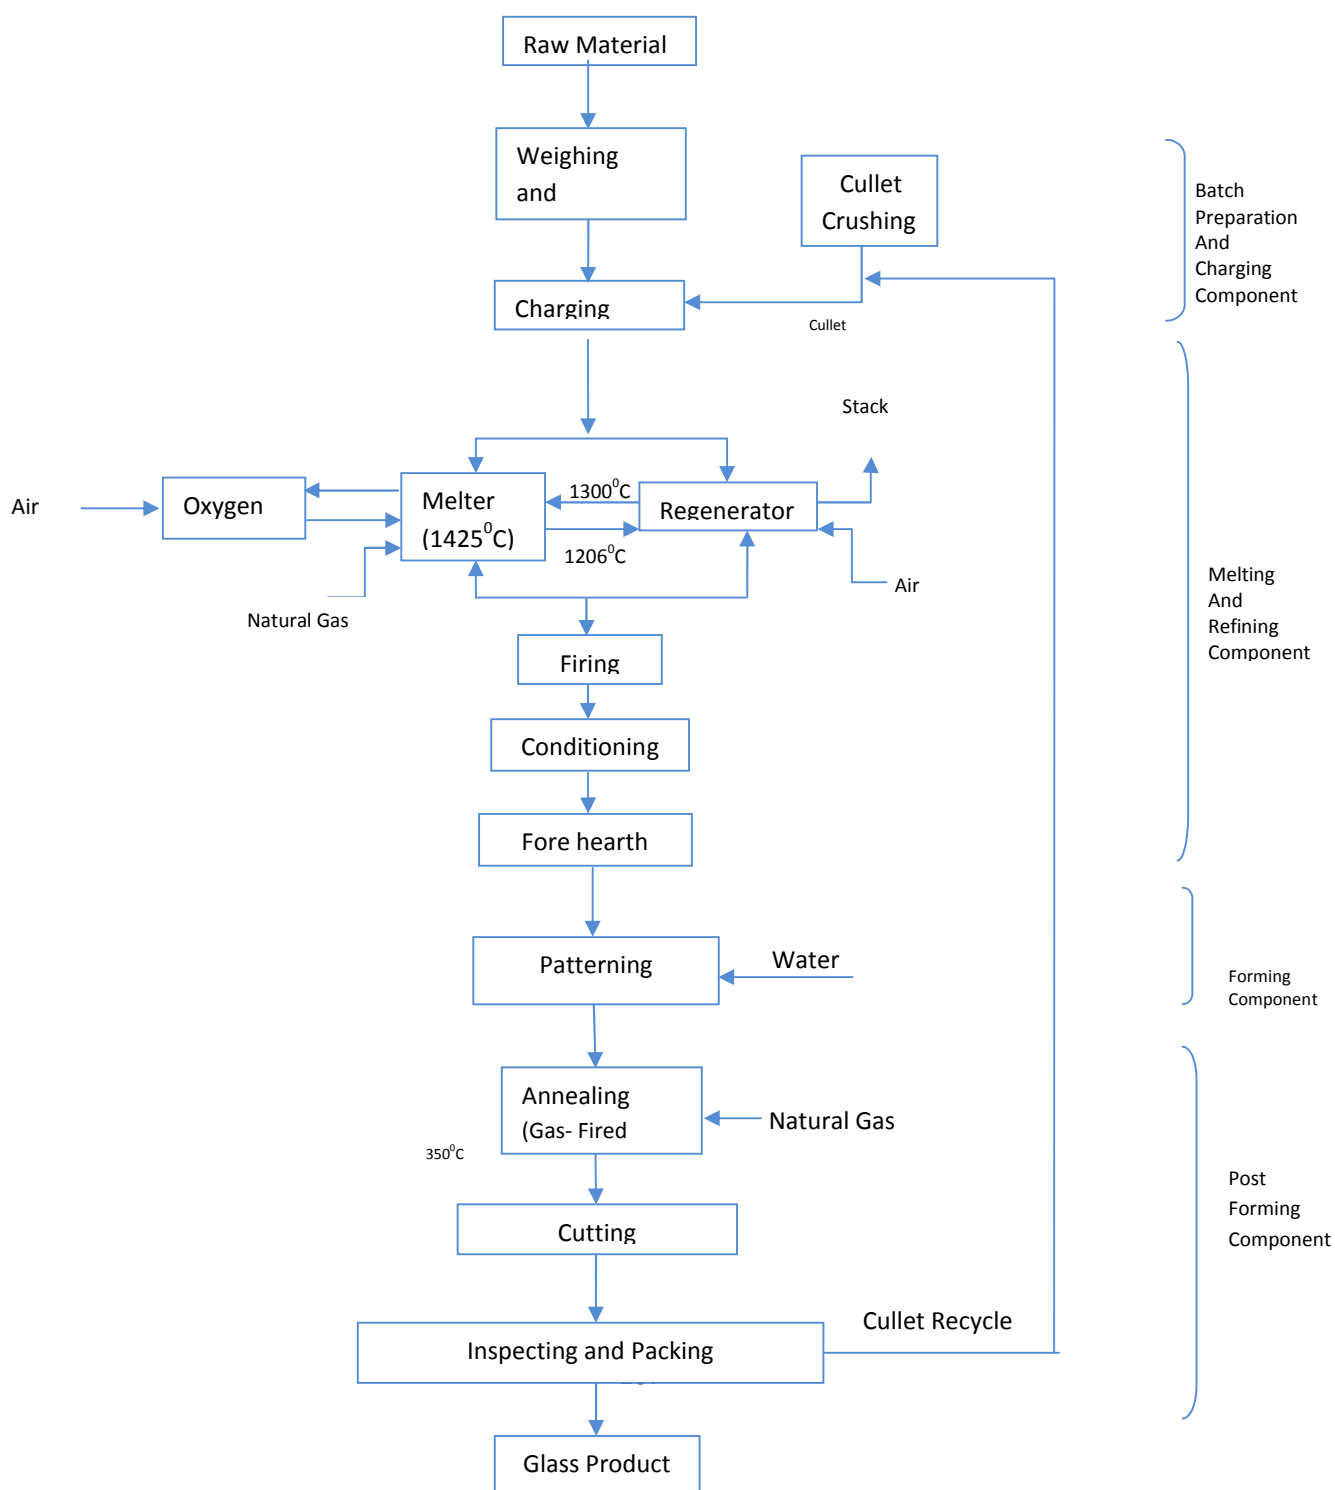 Raw Material
Weighing
and
Cullet
Crushing
Batch
Preparation
And
Charging
Component
Charging
Cullet
Stack
Air
Oxygen
Melter
(1425⁰C)
1300⁰C
1206⁰C
Regenerator
Air
Natural Gas
Melting
And
Refining
Component
Firing
Conditioning
Fore hearth
Patterning
Water
Forming
Component
Annealing
(Gas- Fired
Natural Gas
350⁰C
Post
Forming
Component
Cutting
Cullet Recycle
Inspecting and Packing
Glass Product